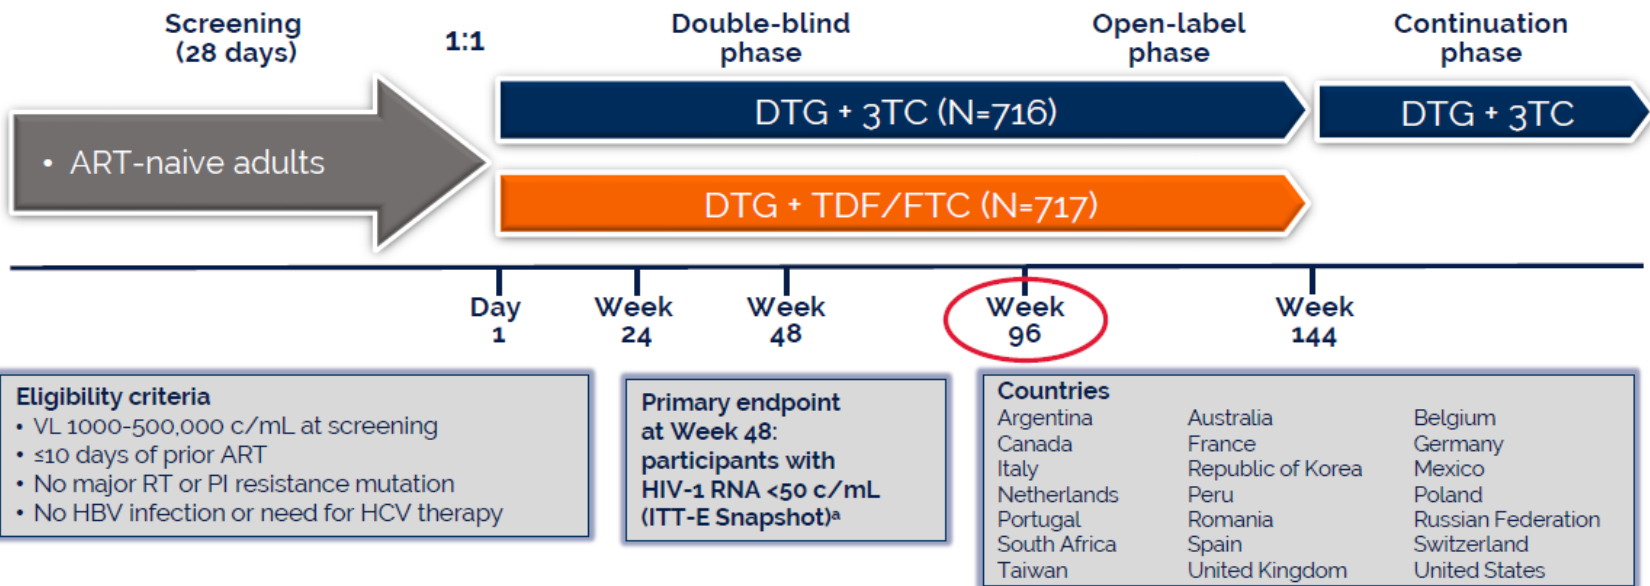 Screening
(28 days)
1:1
Double-blind
phase
Open-label
phase
Continuation
phase
• ART-naive adults
DTG + 3TC (N=716)
DTG + 3TC
DTG + TDF/FTC (N=717)
Day
1
Week
24
Week
48
Week
96
Week
144
Eligibility criteria
• VL 1000-500,000 c/mL at screening
• ≤10 days of prior ART
• No major RT or PI resistance mutation
• No HBV infection or need for HCV therapy
Primary endpoint
at Week 48:
participants with
HIV-1 RNA <50 c/mL
(ITT-E Snapshot)ᵃ
Countries
Argentina Australia Belgium
Canada France Germany
Italy Republic of Korea Mexico
Netherlands Peru Poland
Portugal Romania Russian Federation
South Africa Spain Switzerland
Taiwan United Kingdom United States